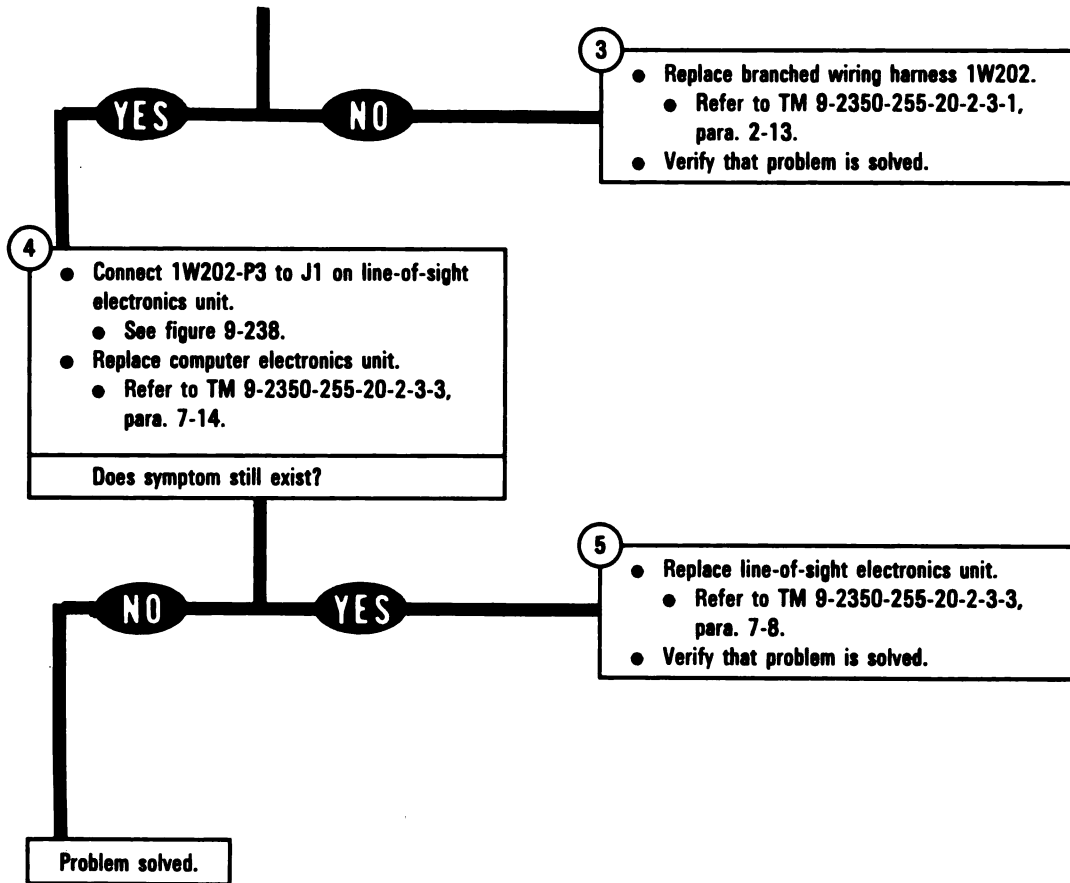 3
● Replace branched wiring harness 1W202.
● Refer to TM 9-2350-255-20-2-3-1,
para. 2-13.
● Verify that problem is solved.
YES
NO
4
● Connect 1W202-P3 to J1 on line-of-sight
electronics unit.
● See figure 9-238.
● Replace computer electronics unit.
● Refer to TM 9-2350-255-20-2-3-3,
para. 7-14.
Does symptom still exist?
5
● Replace line-of-sight electronics unit.
● Refer to TM 9-2350-255-20-2-3-3,
para. 7-8.
● Verify that problem is solved.
NO
YES
Problem solved.